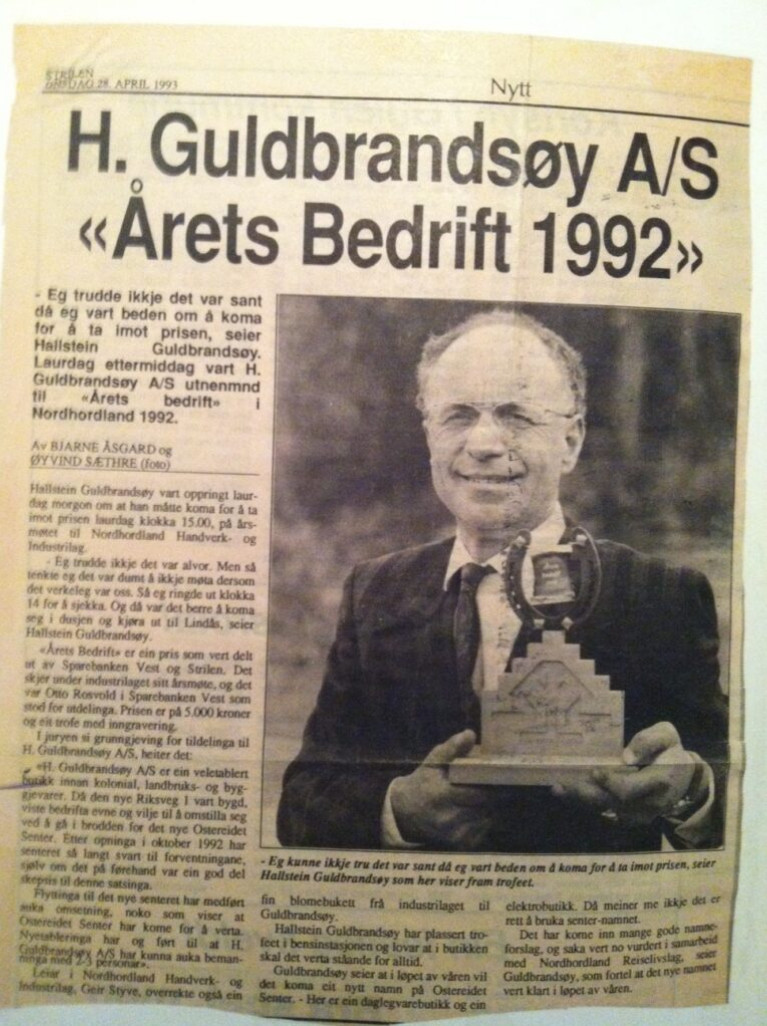 STRILEN
ONSDAG 28. APRIL 1993
Nytt
H. Guldbrandsøy A/S
«Årets Bedrift 1992»
- Eg trudde ikkje det var sant
då eg vart beden om å koma
for å ta imot prisen, seier
Hallstein Guldbrandsøy.
Laurdag ettermiddag vart H.
Guldbrandsøy A/S utnenmnd
til «Årets bedrift» i
Nordhordland 1992.
Av BJARNE ÅSGARD og
ØYVIND SÆTHRE (foto)
Hallstein Guldbrandsøy vart oppringt laur-
dag morgon om at han måtte koma for å ta
imot prisen laurdag klokka 15.00, på års-
møtet til Nordhordland Handverk- og
Industrilag.
- Eg trudde ikkje det var alvor. Men så
tenkte eg det var dumt å ikkje møta dersom
det verkeleg var oss. Så eg ringde ut klokka
14 for å sjekka. Og då var det berre å koma
seg i dusjen og kjøra ut til Lindås, seier
Hallstein Guldbrandsøy.
«Årets Bedrift» er ein pris som vert delt
ut av Sparebanken Vest og Strilen. Det
skjer under industrilaget sitt årsmøte, og det
var Otto Rosvold i Sparebanken Vest som
stod for utdelinga. Prisen er på 5.000 kroner
og eit trofe med inngravering.
I juryen si grunngjeving for tildelinga til
H. Guldbrandsøy A/S, heiter det:
«H. Guldbrandsøy A/S er ein veletablert
butikk innan kolonial, landbruks- og byg-
gjevarer. Då den nye Riksveg 1 vart bygd,
viste bedrifta evne og vilje til å omstilla seg
ved å gå i brodden for det nye Ostereidet
Senter. Etter opninga i oktober 1992 har
senteret så langt svart til forventningane,
sjølv om det på førehand var ein god del
skepsis til denne satsinga.
Flyttinga til det nye senteret har medført
auka omsetning, noko som viser at
Ostereidet Senter har kome for å verta.
Nyetableringa har og ført til at H.
Guldbrandsøy A/S har kunna auka beman-
ninga med 2-3 personar».
Leiar i Nordhordland Handverk- og
Industrilag, Geir Styve, overrekte også ein
- Eg kunne ikkje tru det var sant då eg vart beden om å koma for å ta imot prisen, seier
Hallstein Guldbrandsøy som her viser fram trofeet.
fin blomebukett frå industrilaget til
Guldbrandsøy.
Hallstein Guldbrandsøy har plassert tro-
feet i bensinstasjonen og lovar at i butikken
skal det verta ståande for alltid.
Guldbrandsøy seier at i løpet av våren vil
det koma eit nytt namn på Ostereidet
Senter. - Her er ein daglegvarebutikk og ein
elektrobutikk. Då meiner me ikkje det er
rett å bruka senter-namnet.
Det har kome inn mange gode namne-
forslag, og saka vert no vurdert i samarbeid
med Nordhordland Reiselivslag, seier
Guldbrandsøy, som fortel at det nye namnet
vert klart i løpet av våren.